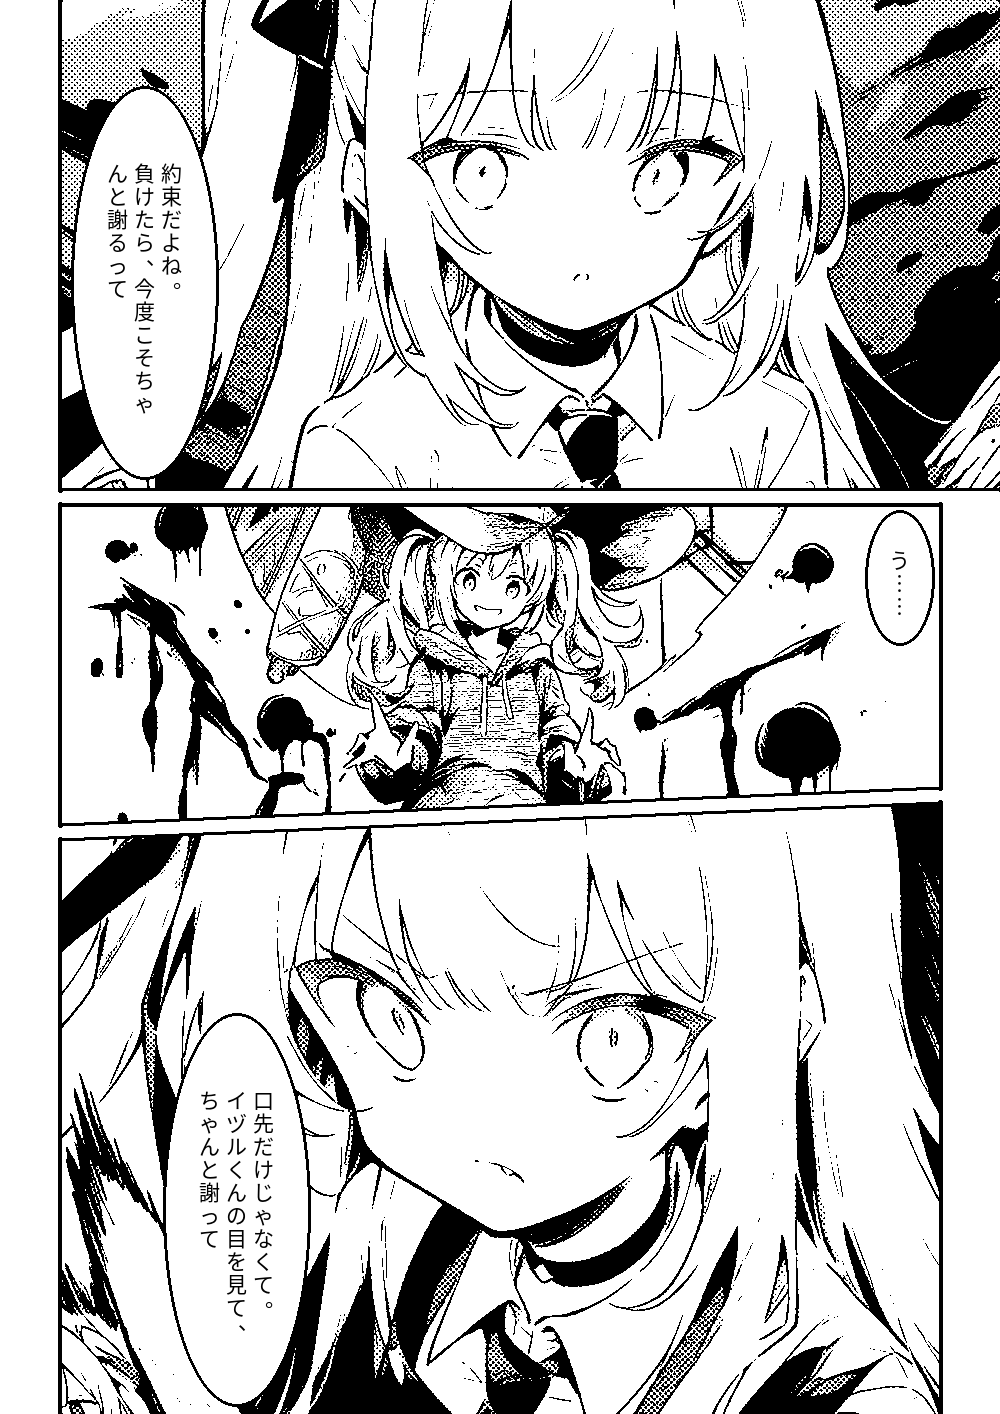 約束だよね。
負けたら、今度こそちゃ
んと謝るって
う……
口先だけじゃなくて。
イヅルくんの目を見て、
ちゃんと謝って